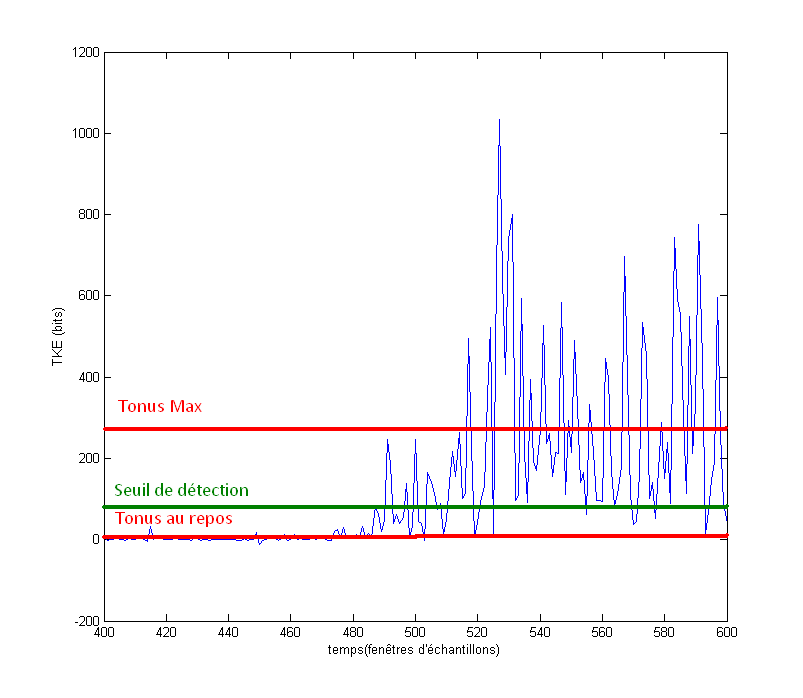 1200
1000
800
600
400
200
0
-200
TKE (bits)
Tonus Max
Seuil de détection
Tonus au repos
400 420 440 460 480 500 520 540 560 580 600
temps(fenêtres d'échantillons)